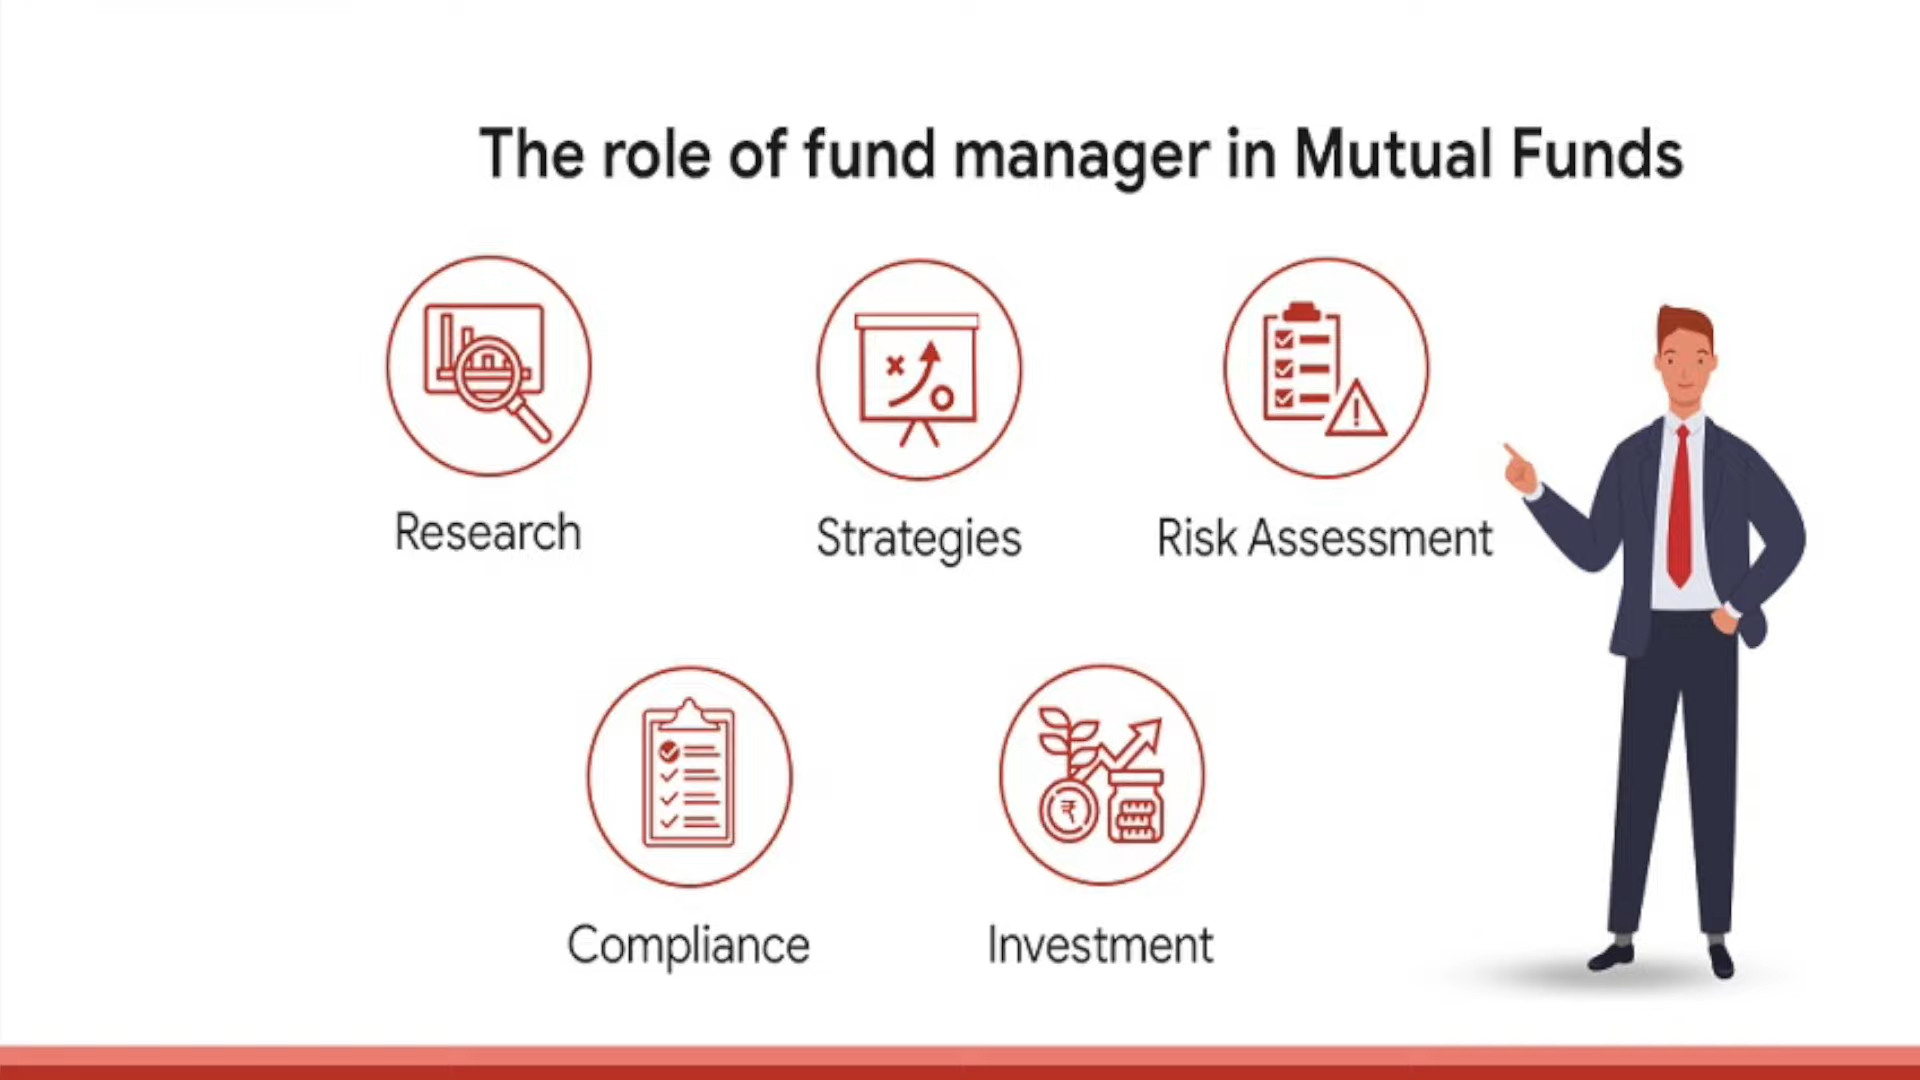 The role of fund manager in Mutual Funds
Research
Strategies
Risk Assessment
Compliance
Investment